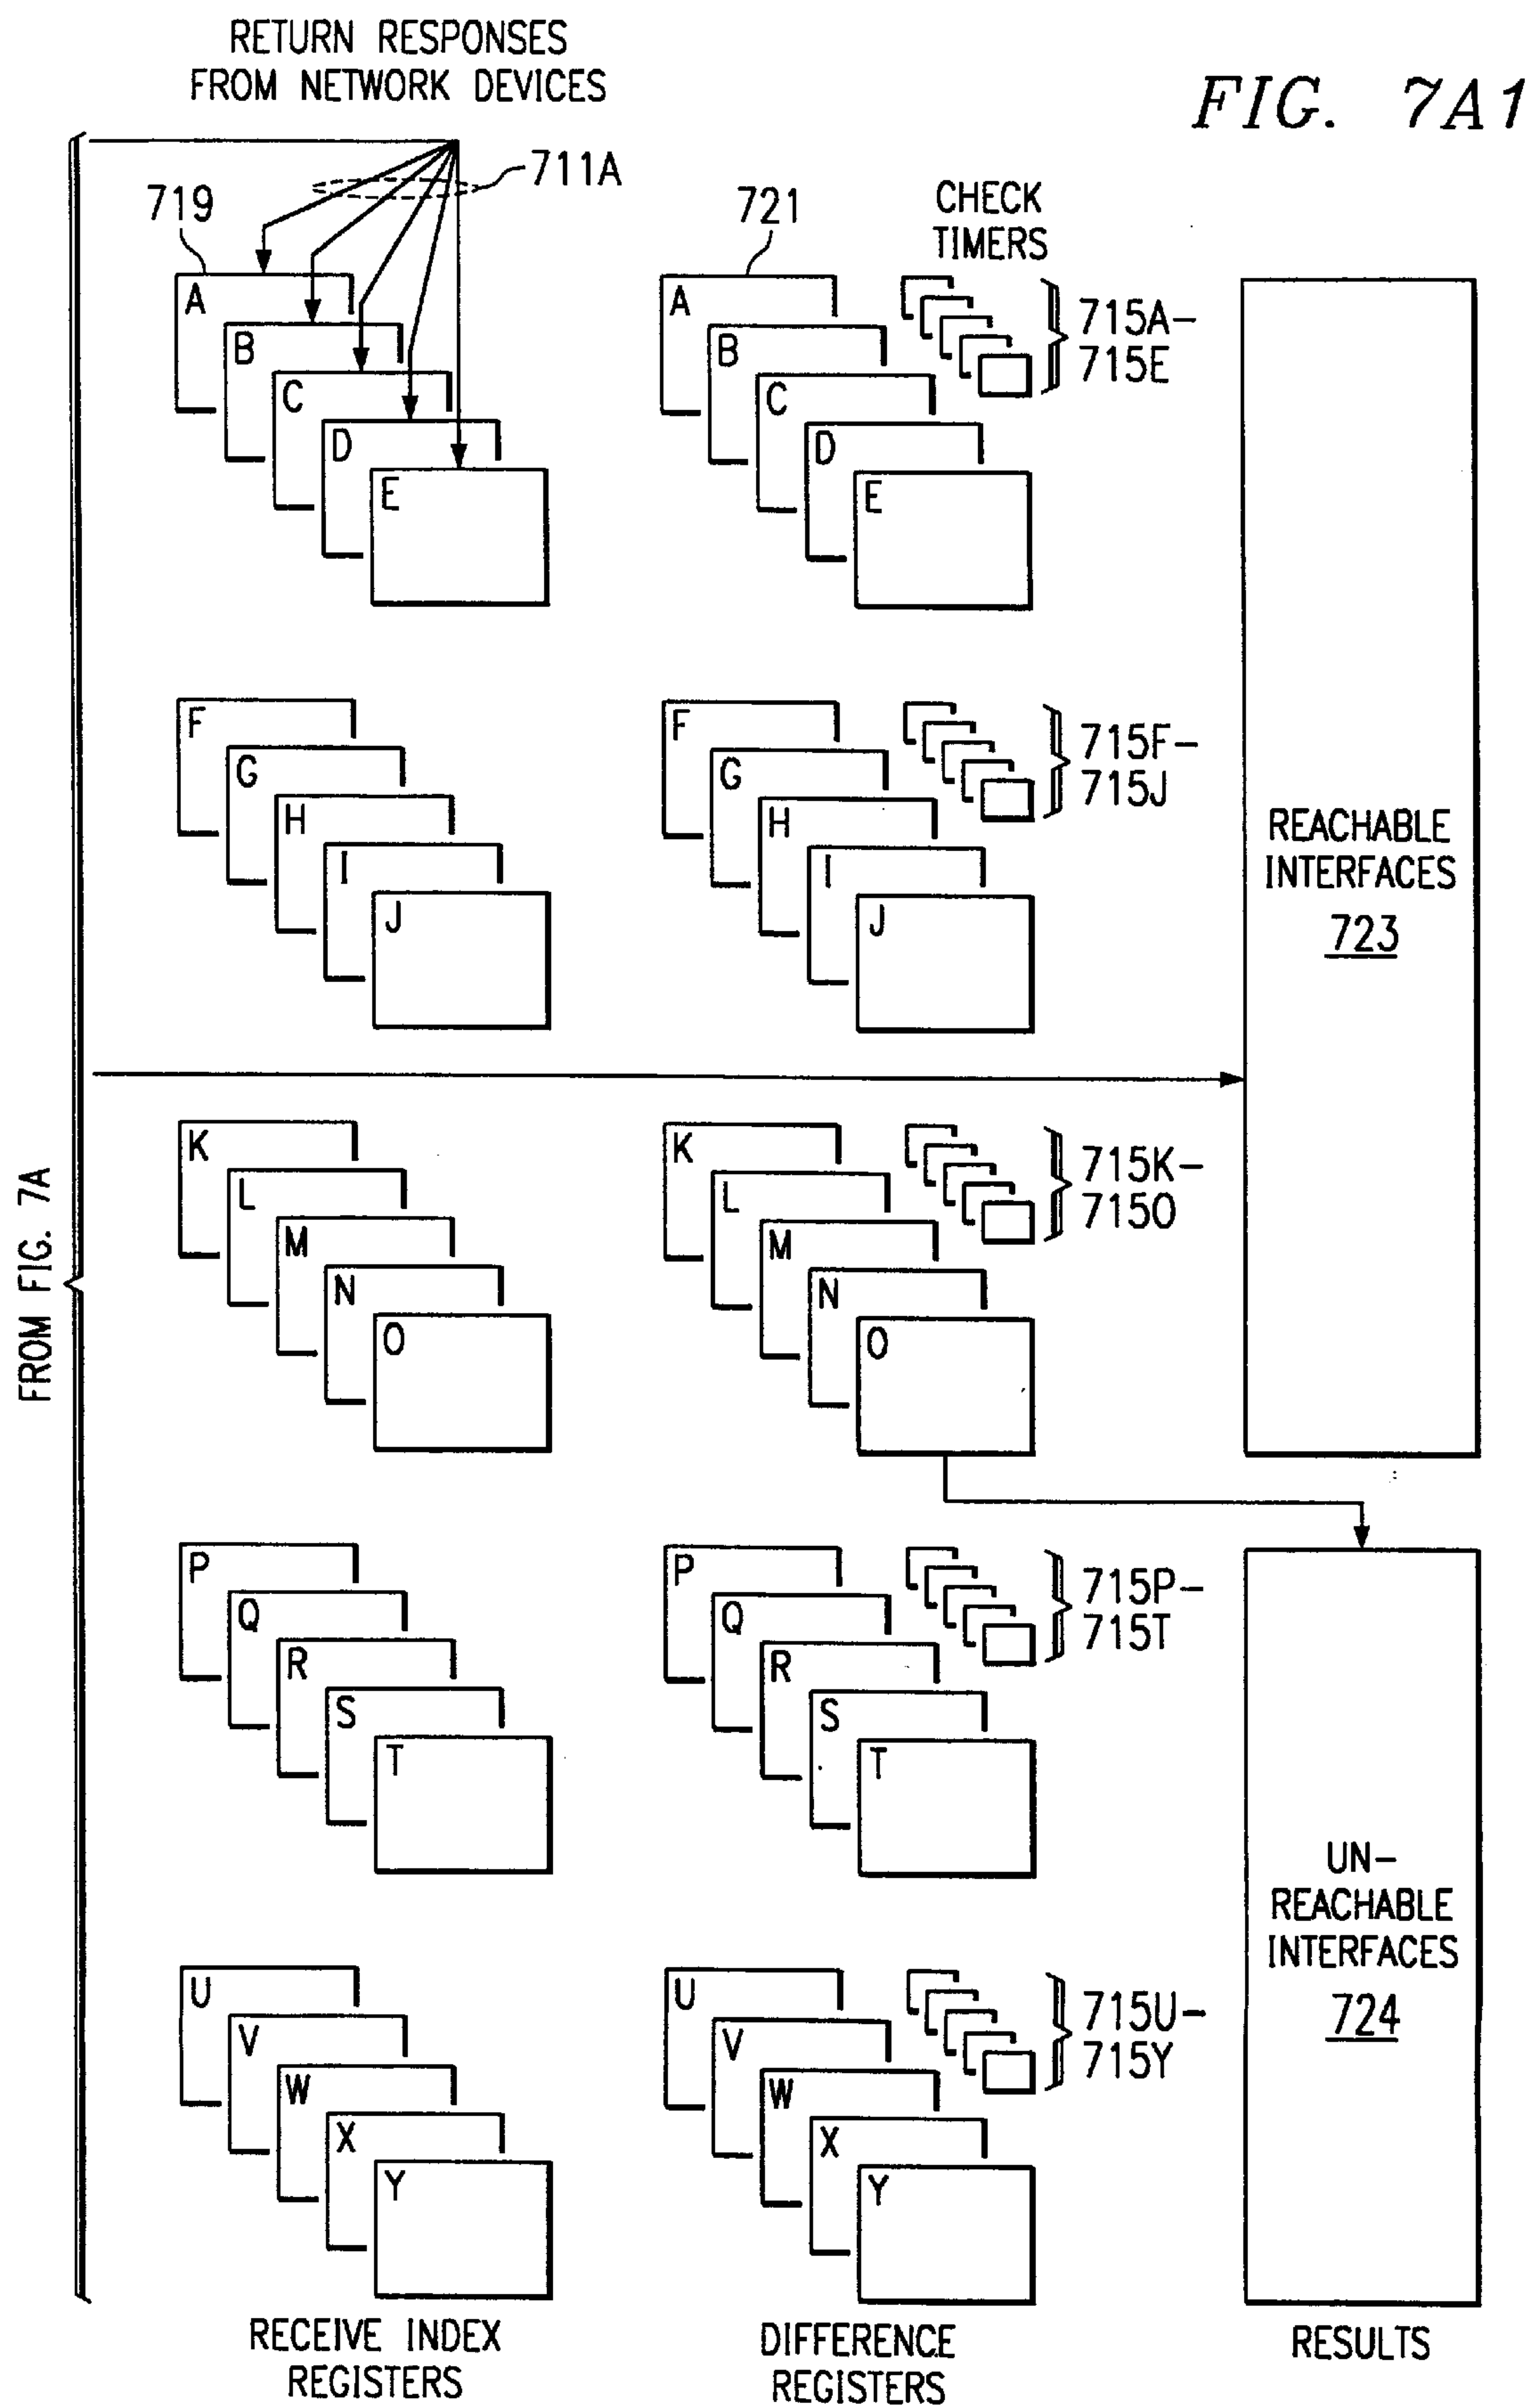 RETURN RESPONSES
FROM NETWORK DEVICES
FIG. 7A1
711A
719
721
CHECK
TIMERS
A
B
C
D
E
A
B
C
D
E
715A-
715E
F
G
H
I
J
F
G
H
I
J
715F-
715J
REACHABLE
INTERFACES
723
FROM FIG. 7A
K
L
M
N
O
K
L
M
N
O
715K-
715O
P
Q
R
S
T
P
Q
R
S
T
715P-
715T
UN-
REACHABLE
INTERFACES
724
U
V
W
X
Y
U
V
W
X
Y
715U-
715Y
RECEIVE INDEX
REGISTERS
DIFFERENCE
REGISTERS
RESULTS